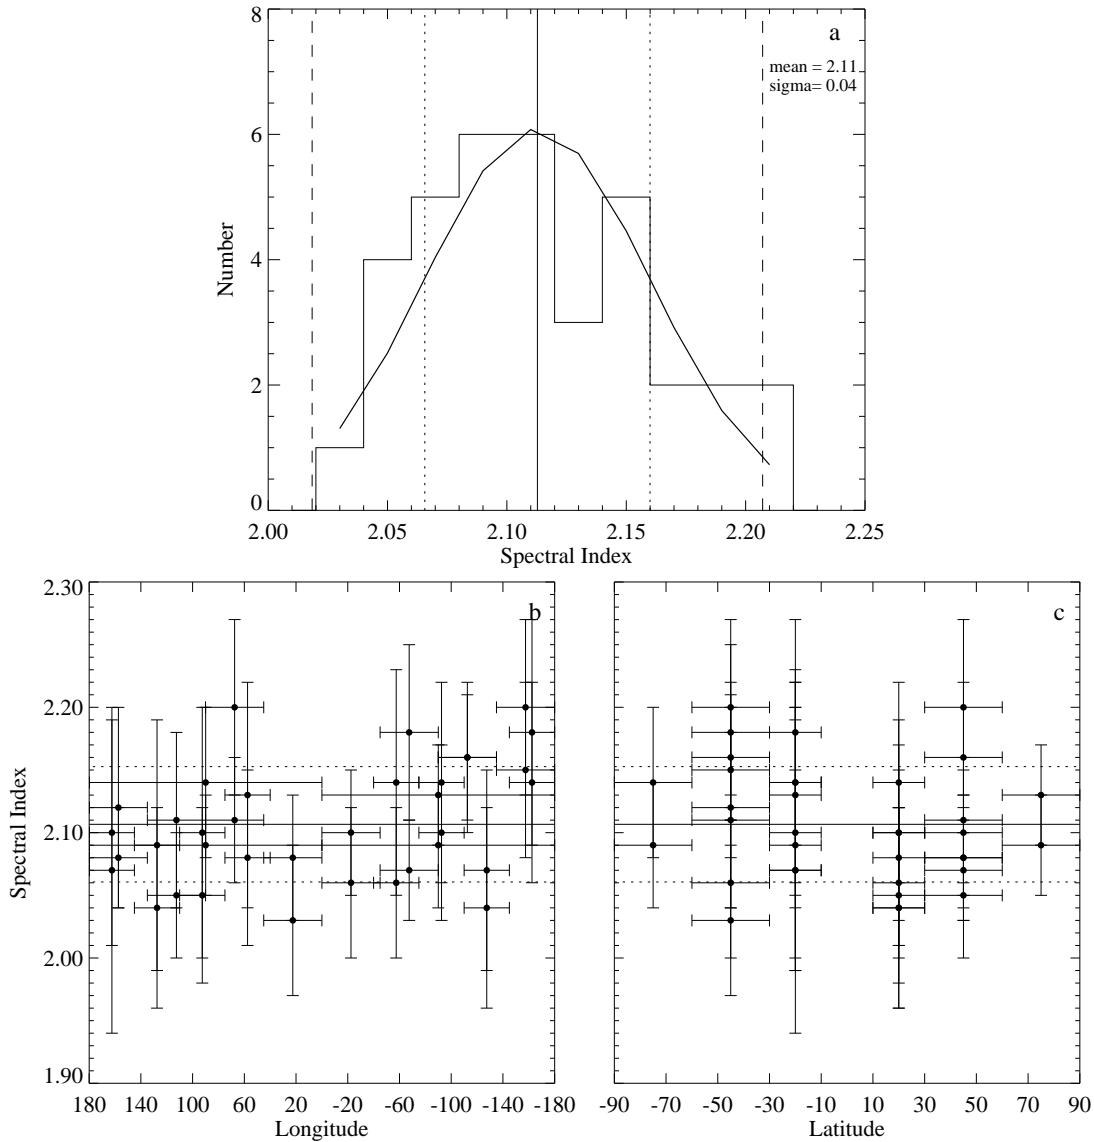 8
a
mean = 2.11
sigma= 0.04
6
Number
4
2
0
2.00 2.05 2.10 2.15 2.20 2.25
Spectral Index
2.30
b
c
2.20
Spectral Index
2.10
2.00
1.90
180 140 100 60 20 -20 -60 -100 -140 -180
-90 -70 -50 -30 -10 10 30 50 70 90
Longitude
Latitude